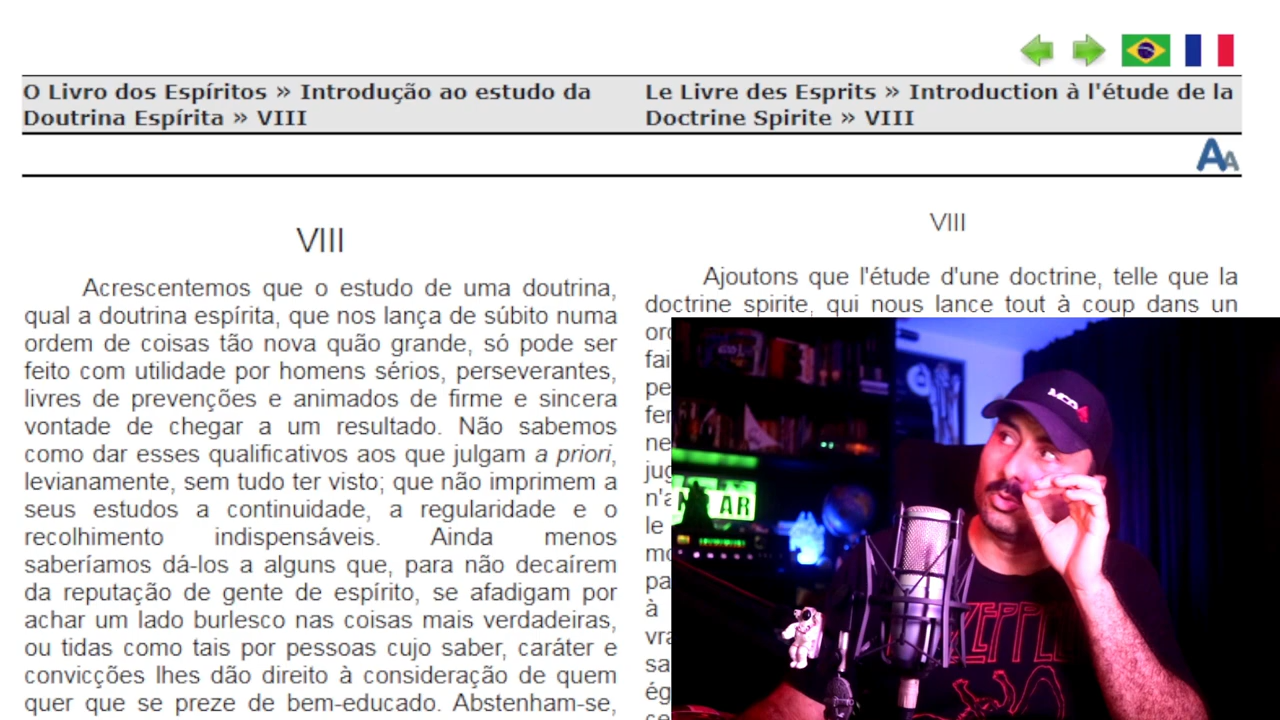 O Livro dos Espíritos » Introdução ao estudo da
Doutrina Espírita » VIII
Le Livre des Esprits » Introduction à l'étude de la
Doctrine Spirite » VIII
AA
VIII
Acrescentemos que o estudo de uma doutrina,
qual a doutrina espírita, que nos lança de súbito numa
ordem de coisas tão nova quão grande, só pode ser
feito com utilidade por homens sérios, perseverantes,
livres de prevenções e animados de firme e sincera
vontade de chegar a um resultado. Não sabemos
como dar esses qualificativos aos que julgam a priori,
levianamente, sem tudo ter visto; que não imprimem a
seus estudos a continuidade, a regularidade e o
recolhimento indispensáveis. Ainda menos
saberíamos dá-los a alguns que, para não decaírem
da reputação de gente de espírito, se afadigam por
achar um lado burlesco nas coisas mais verdadeiras,
ou tidas como tais por pessoas cujo saber, caráter e
convicções lhes dão direito à consideração de quem
quer que se preze de bem-educado. Abstenham-se,
VIII
Ajoutons que l'étude d'une doctrine, telle que la
doctrine spirite, qui nous lance tout à coup dans un
le
à
AR
ZEPPE